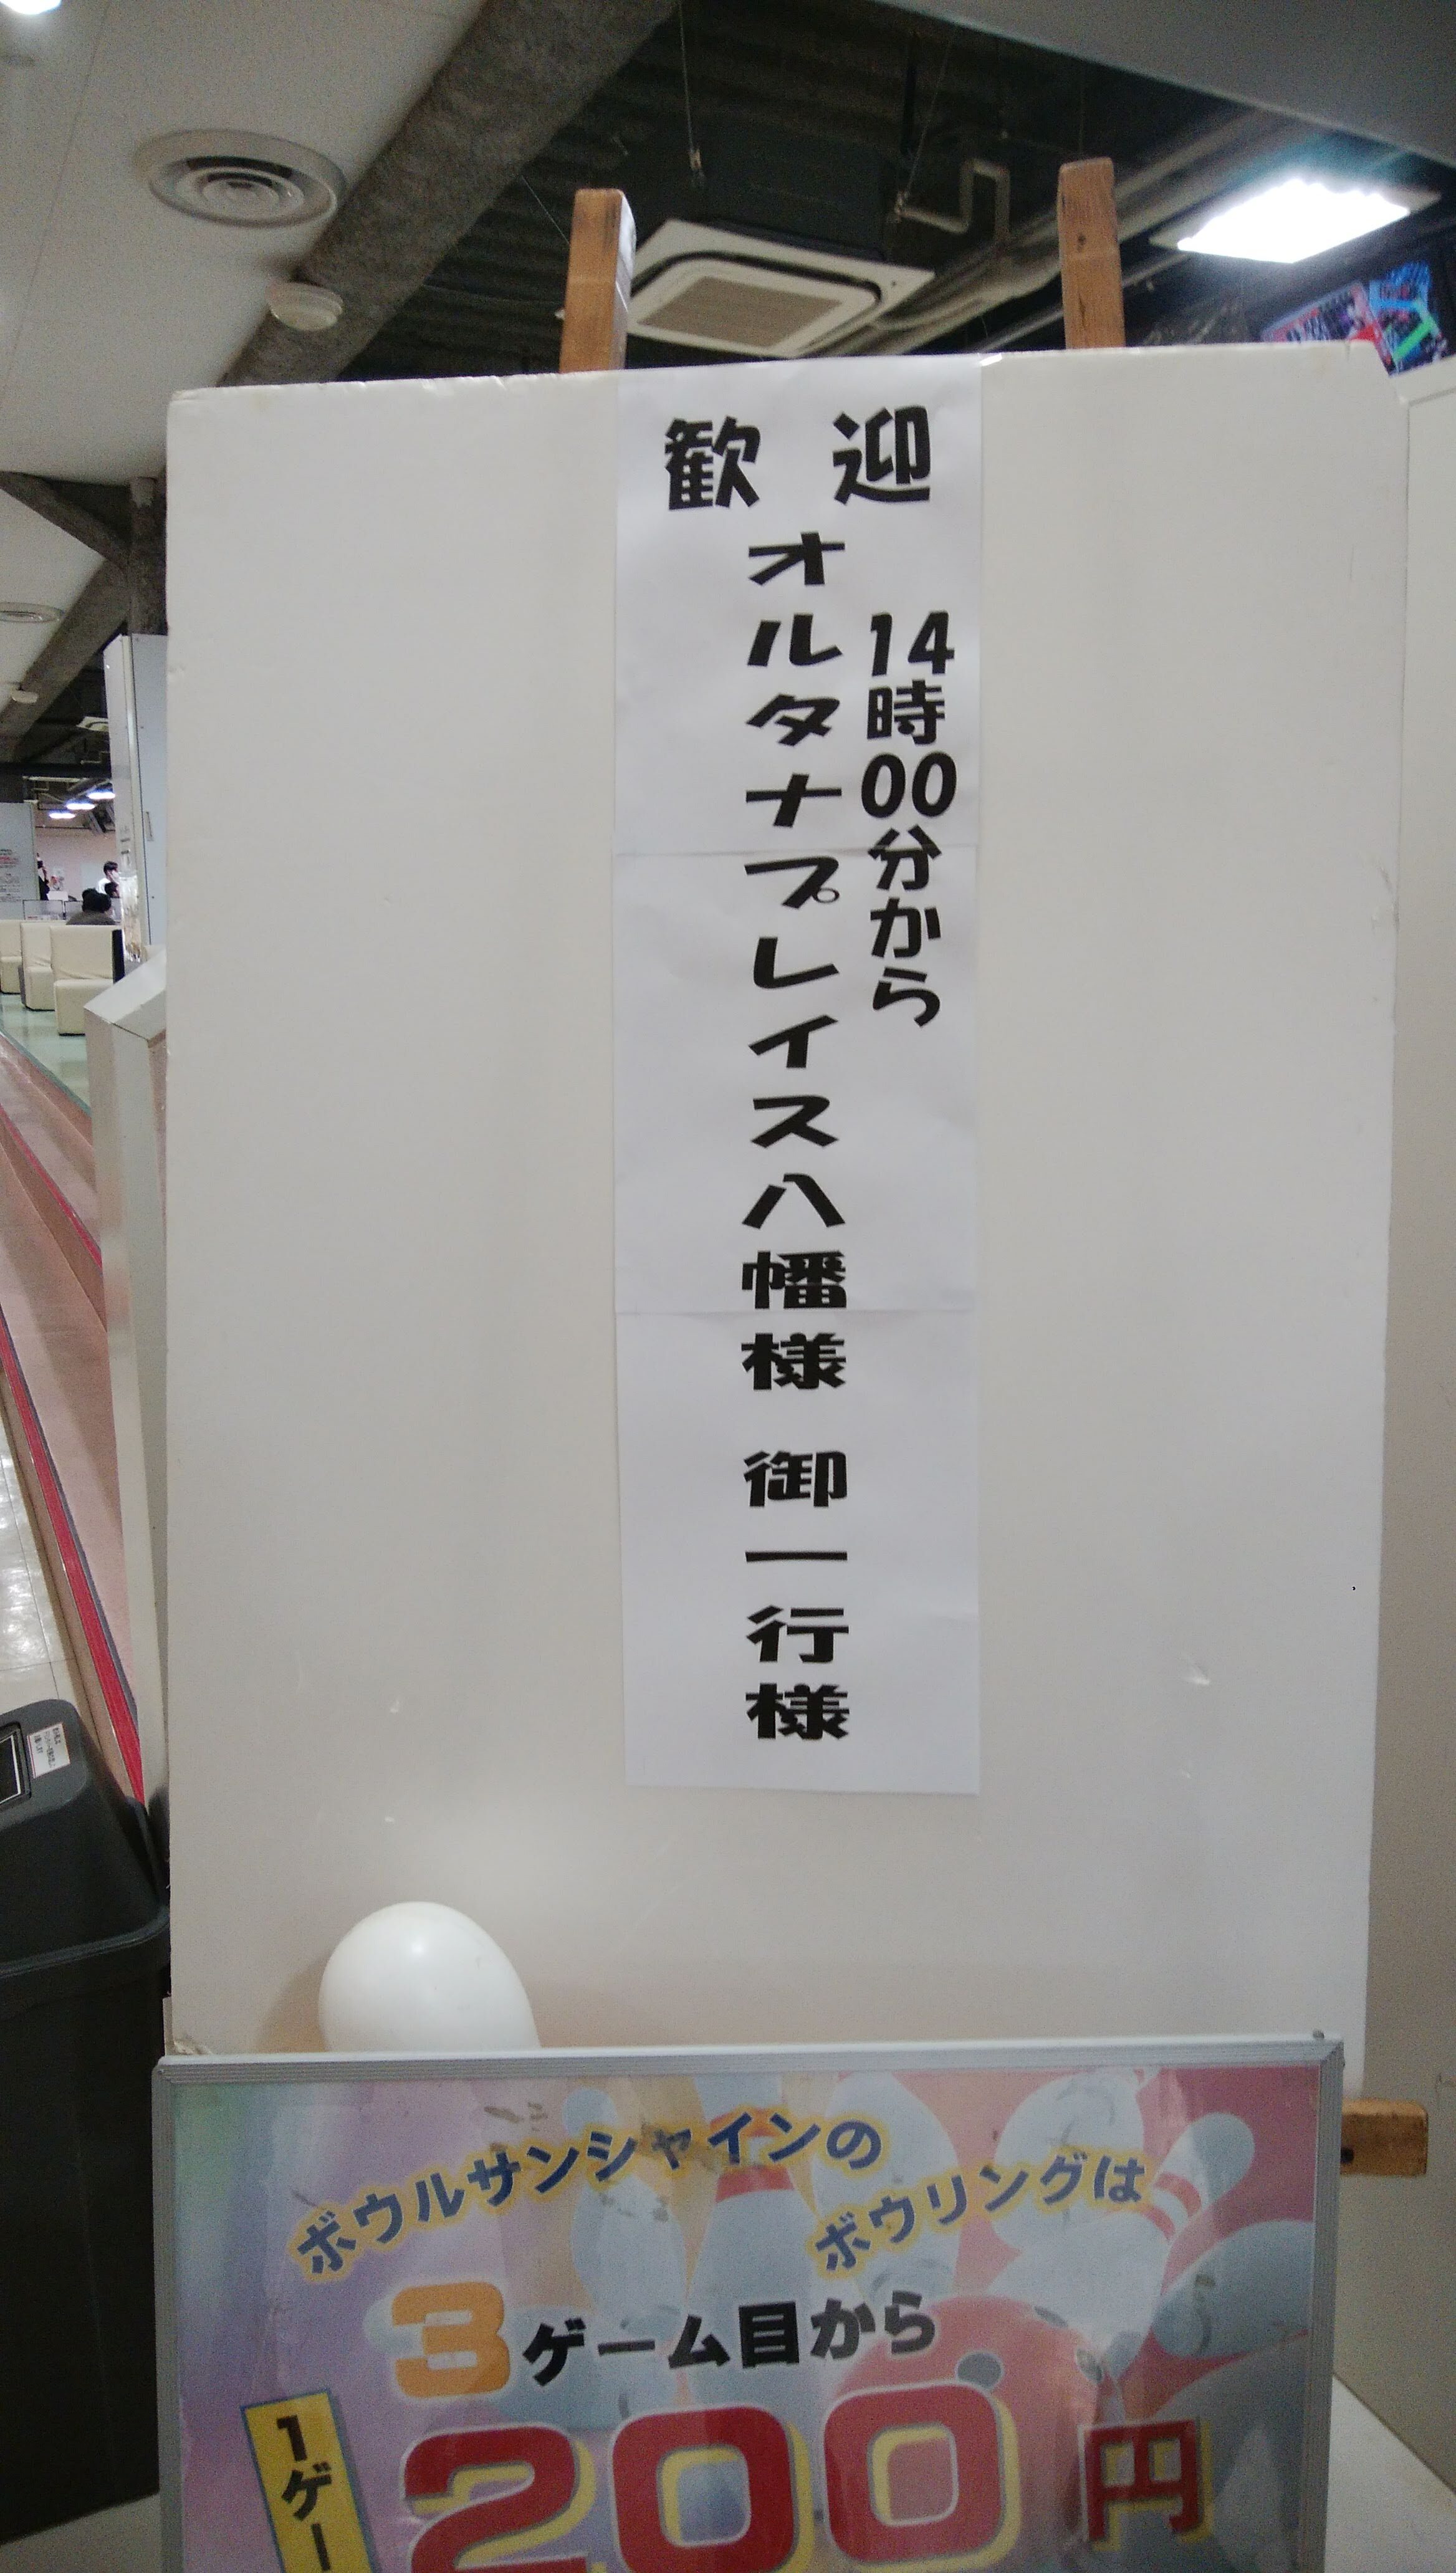 歓迎
14時00分から
オルタナプレイス八幡様 御一行様
ボウルサンシャインの
ボウリングは
3ゲーム目から
1ゲー
200円